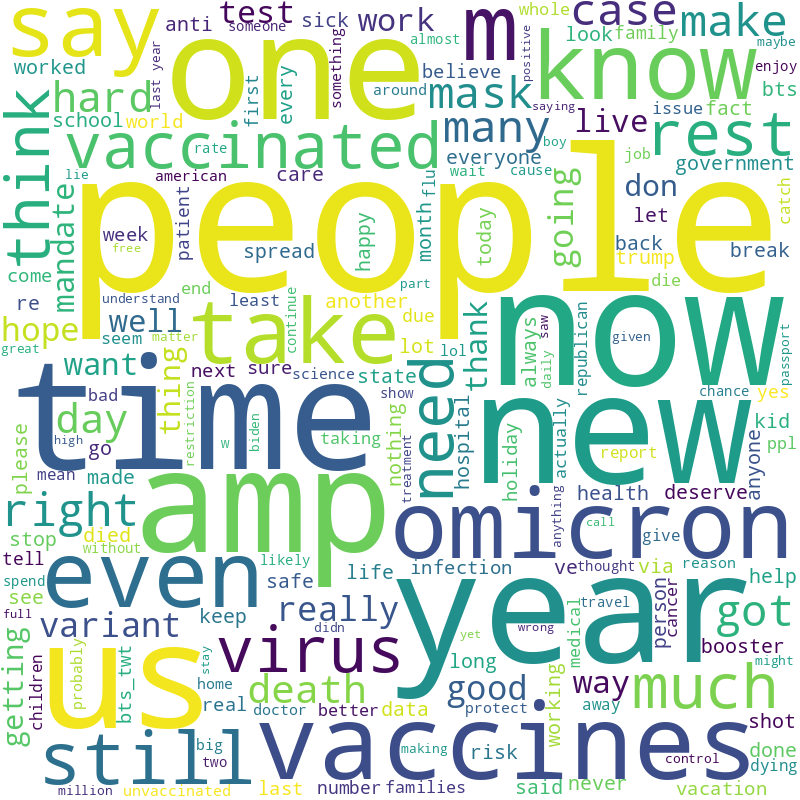 say
one
m
know
people
anti
test
someone
sick
work
case
whole
make
maybe
look
family
almost
positive
enjoy
worked
last year
something
believe
hard
first
every
around
mask
saying
issue
fact
bts
think
school
world
vaccinated
many
live
rest
rate
boy
everyone
wait
cause
job
government
lie
american
care
flu
mandate
patient
month
today
going
don
let
catch
week
free
spread
happy
back
trump
break
come
die
understand
end
part
re
least
another
now
hope
well
take
continue
due
thank
always
saw
given
republican
passport
great
seem
matter
lot
lol
daily
want
thing
next
sure
science
state
chance
yes
time
new
day
bad
show
need
hospital
kid
go
restriction
w
biden
taking
nothing
holiday
actually
ppl
please
high
treatment
report
anyone
mean
made
amp
health
deserve
right
anything
omicron
stop
died
call
give
without
tell
even
likely
infection
vethought
via
reason
help
see
spend
safe
life
year
travel
person
cancer
full
variant
keep
really
didn
wrong
medical
got
booster
getting
children
probably
bts_twt
us
virus
yet
long
might
stay
home
death
good
protect
working
way
much
shot
real
doctor
better
data
away
big
two
still
making
risk
vaccines
control
done
dying
million
unvaccinated
last
number
families
said
never
vacation